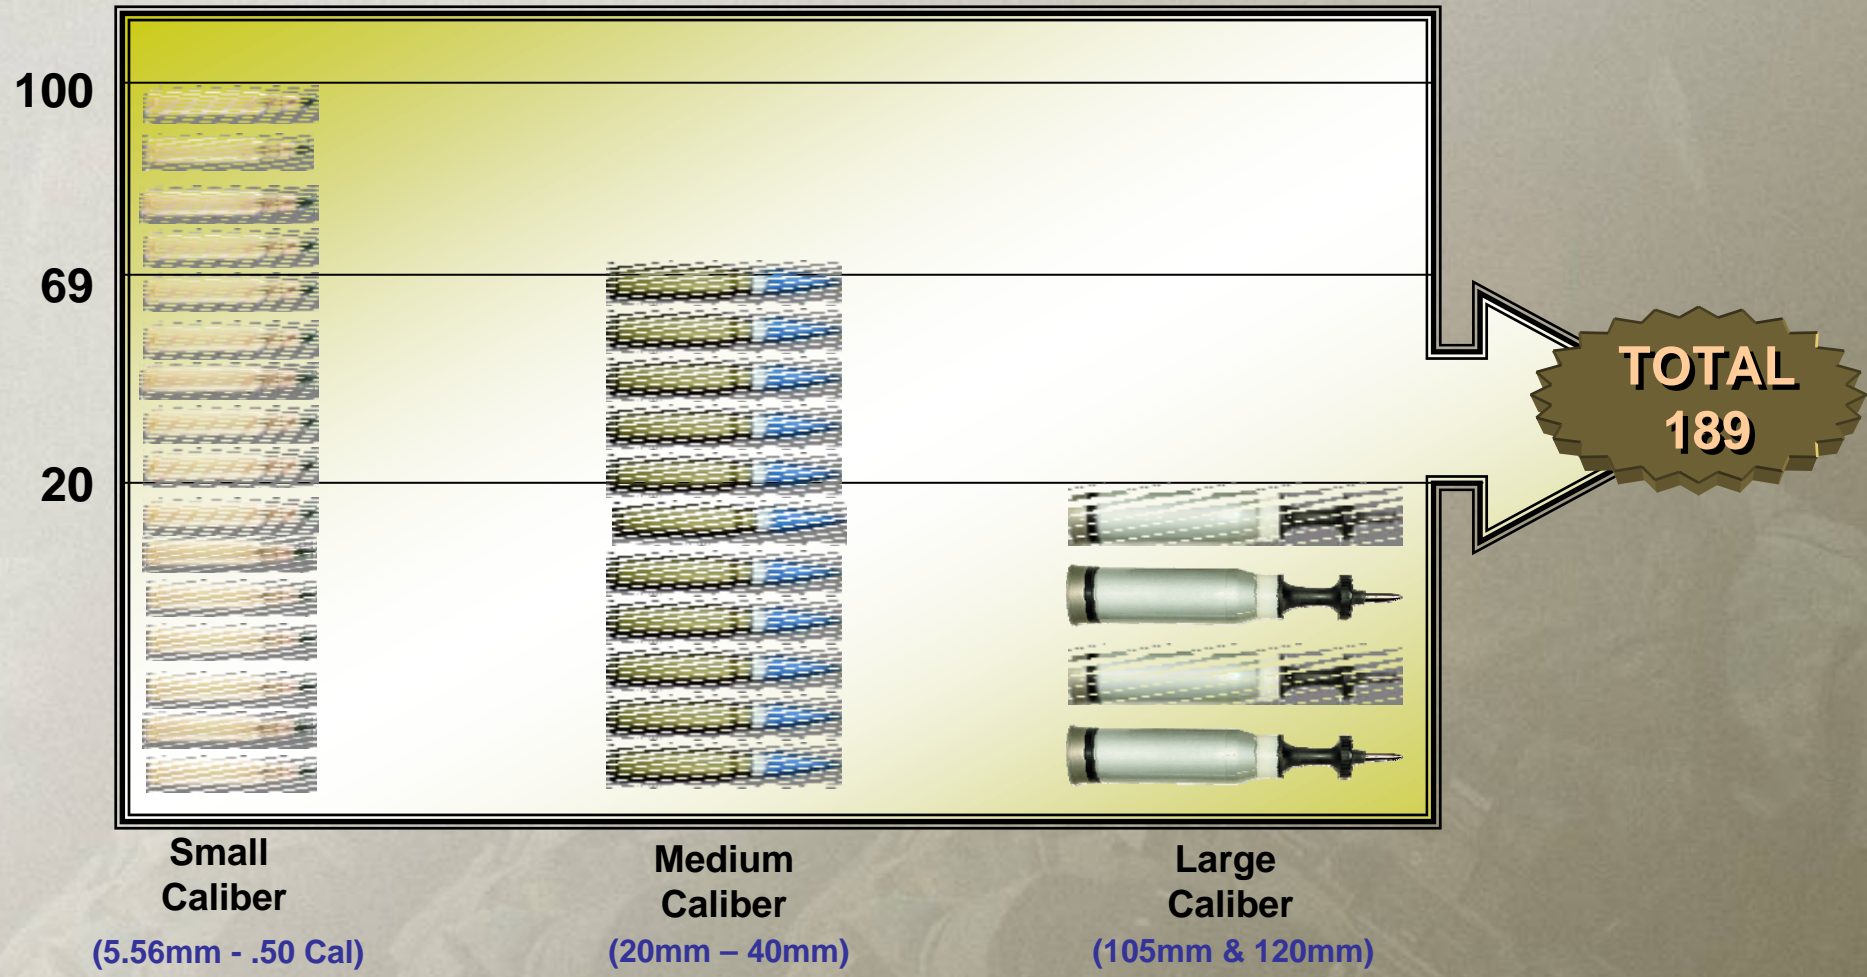 100
69
20
TOTAL
189
Small
Caliber
(5.56mm - .50 Cal)
Medium
Caliber
(20mm – 40mm)
Large
Caliber
(105mm & 120mm)